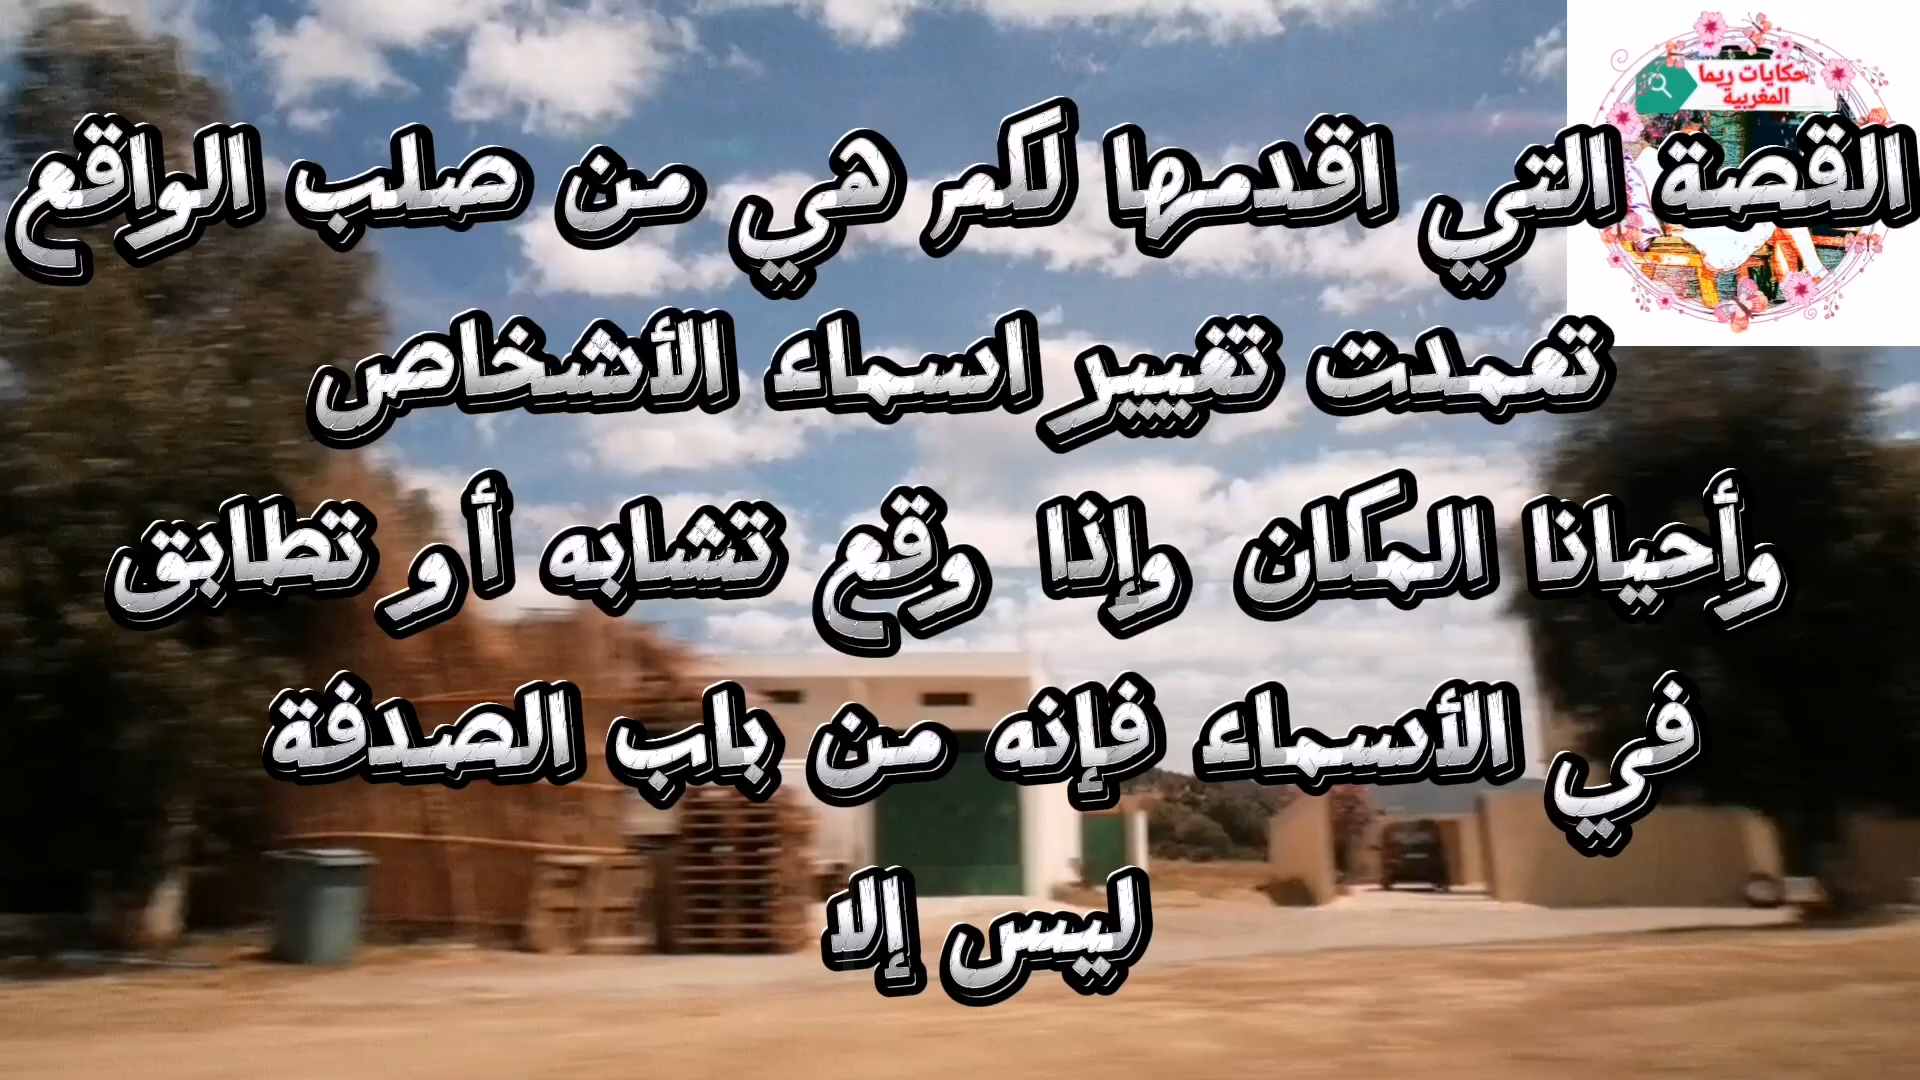 حكايات ريما
المغربية
القصة التي اقدمها لكم هي من صلب الواقع
تعمدت تغيير اسماء الأشخاص
وأحيانا المكان وإنا وقع تشابه أو تطابق
في الأسماء فإنه من باب الصدفة
ليس إلا